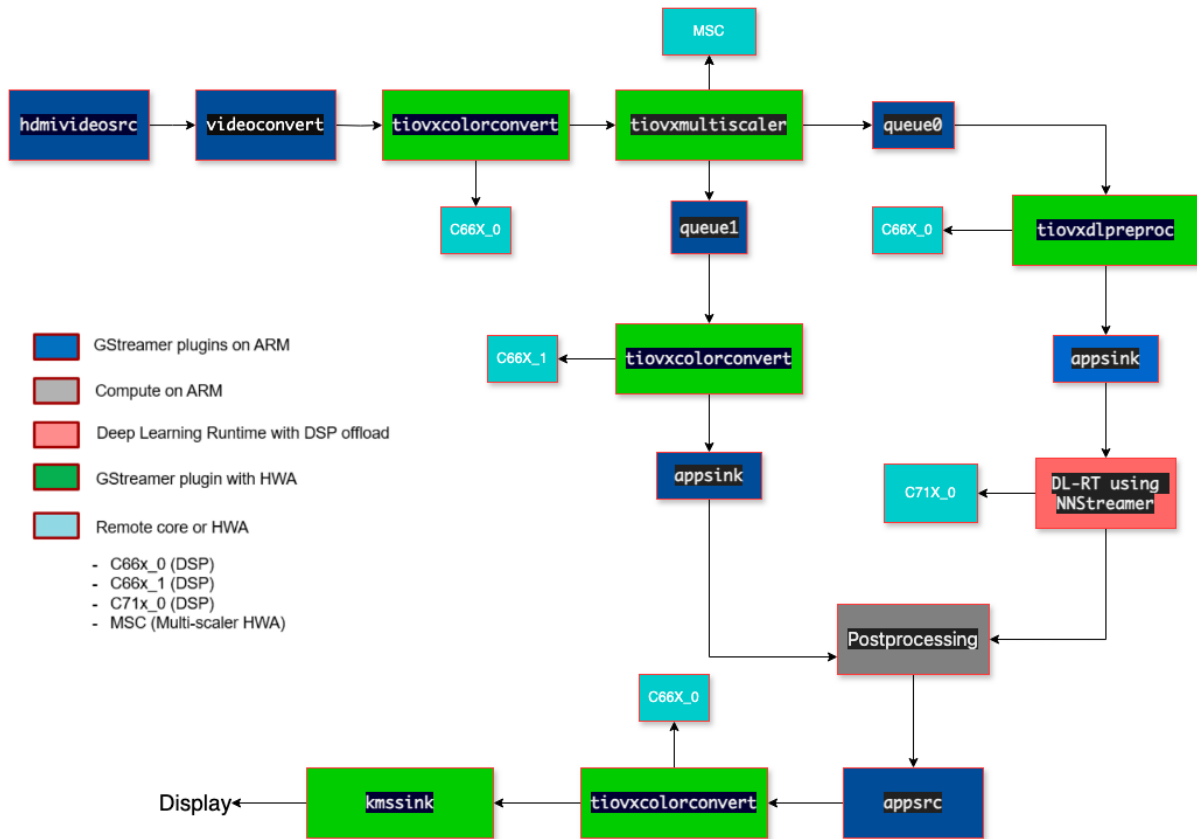 MSC
hdmivideosrc
videoconvert
tiovxcolorconvert
tiovxmultiscaler
queue0
C66X_0
queue1
C66X_0
tiovxdlpreproc
GStreamer plugins on ARM
Compute on ARM
Deep Learning Runtime with DSP offload
GStreamer plugin with HWA
Remote core or HWA
- C66x_0 (DSP)
- C66x_1 (DSP)
- C71x_0 (DSP)
- MSC (Multi-scaler HWA)
C66X_1
tiovxcolorconvert
appsink
appsink
C71X_0
DL-RT using
NNStreamer
Postprocessing
C66X_0
Display
kmssink
tiovxcolorconvert
appsrc